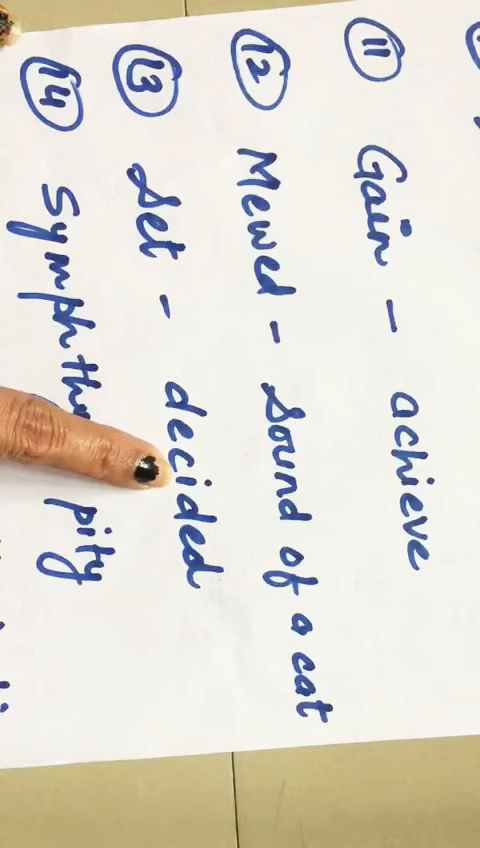 11 Gain - achieve
12 Mewed - Sound of a cat
13 Set - decided
14 pity